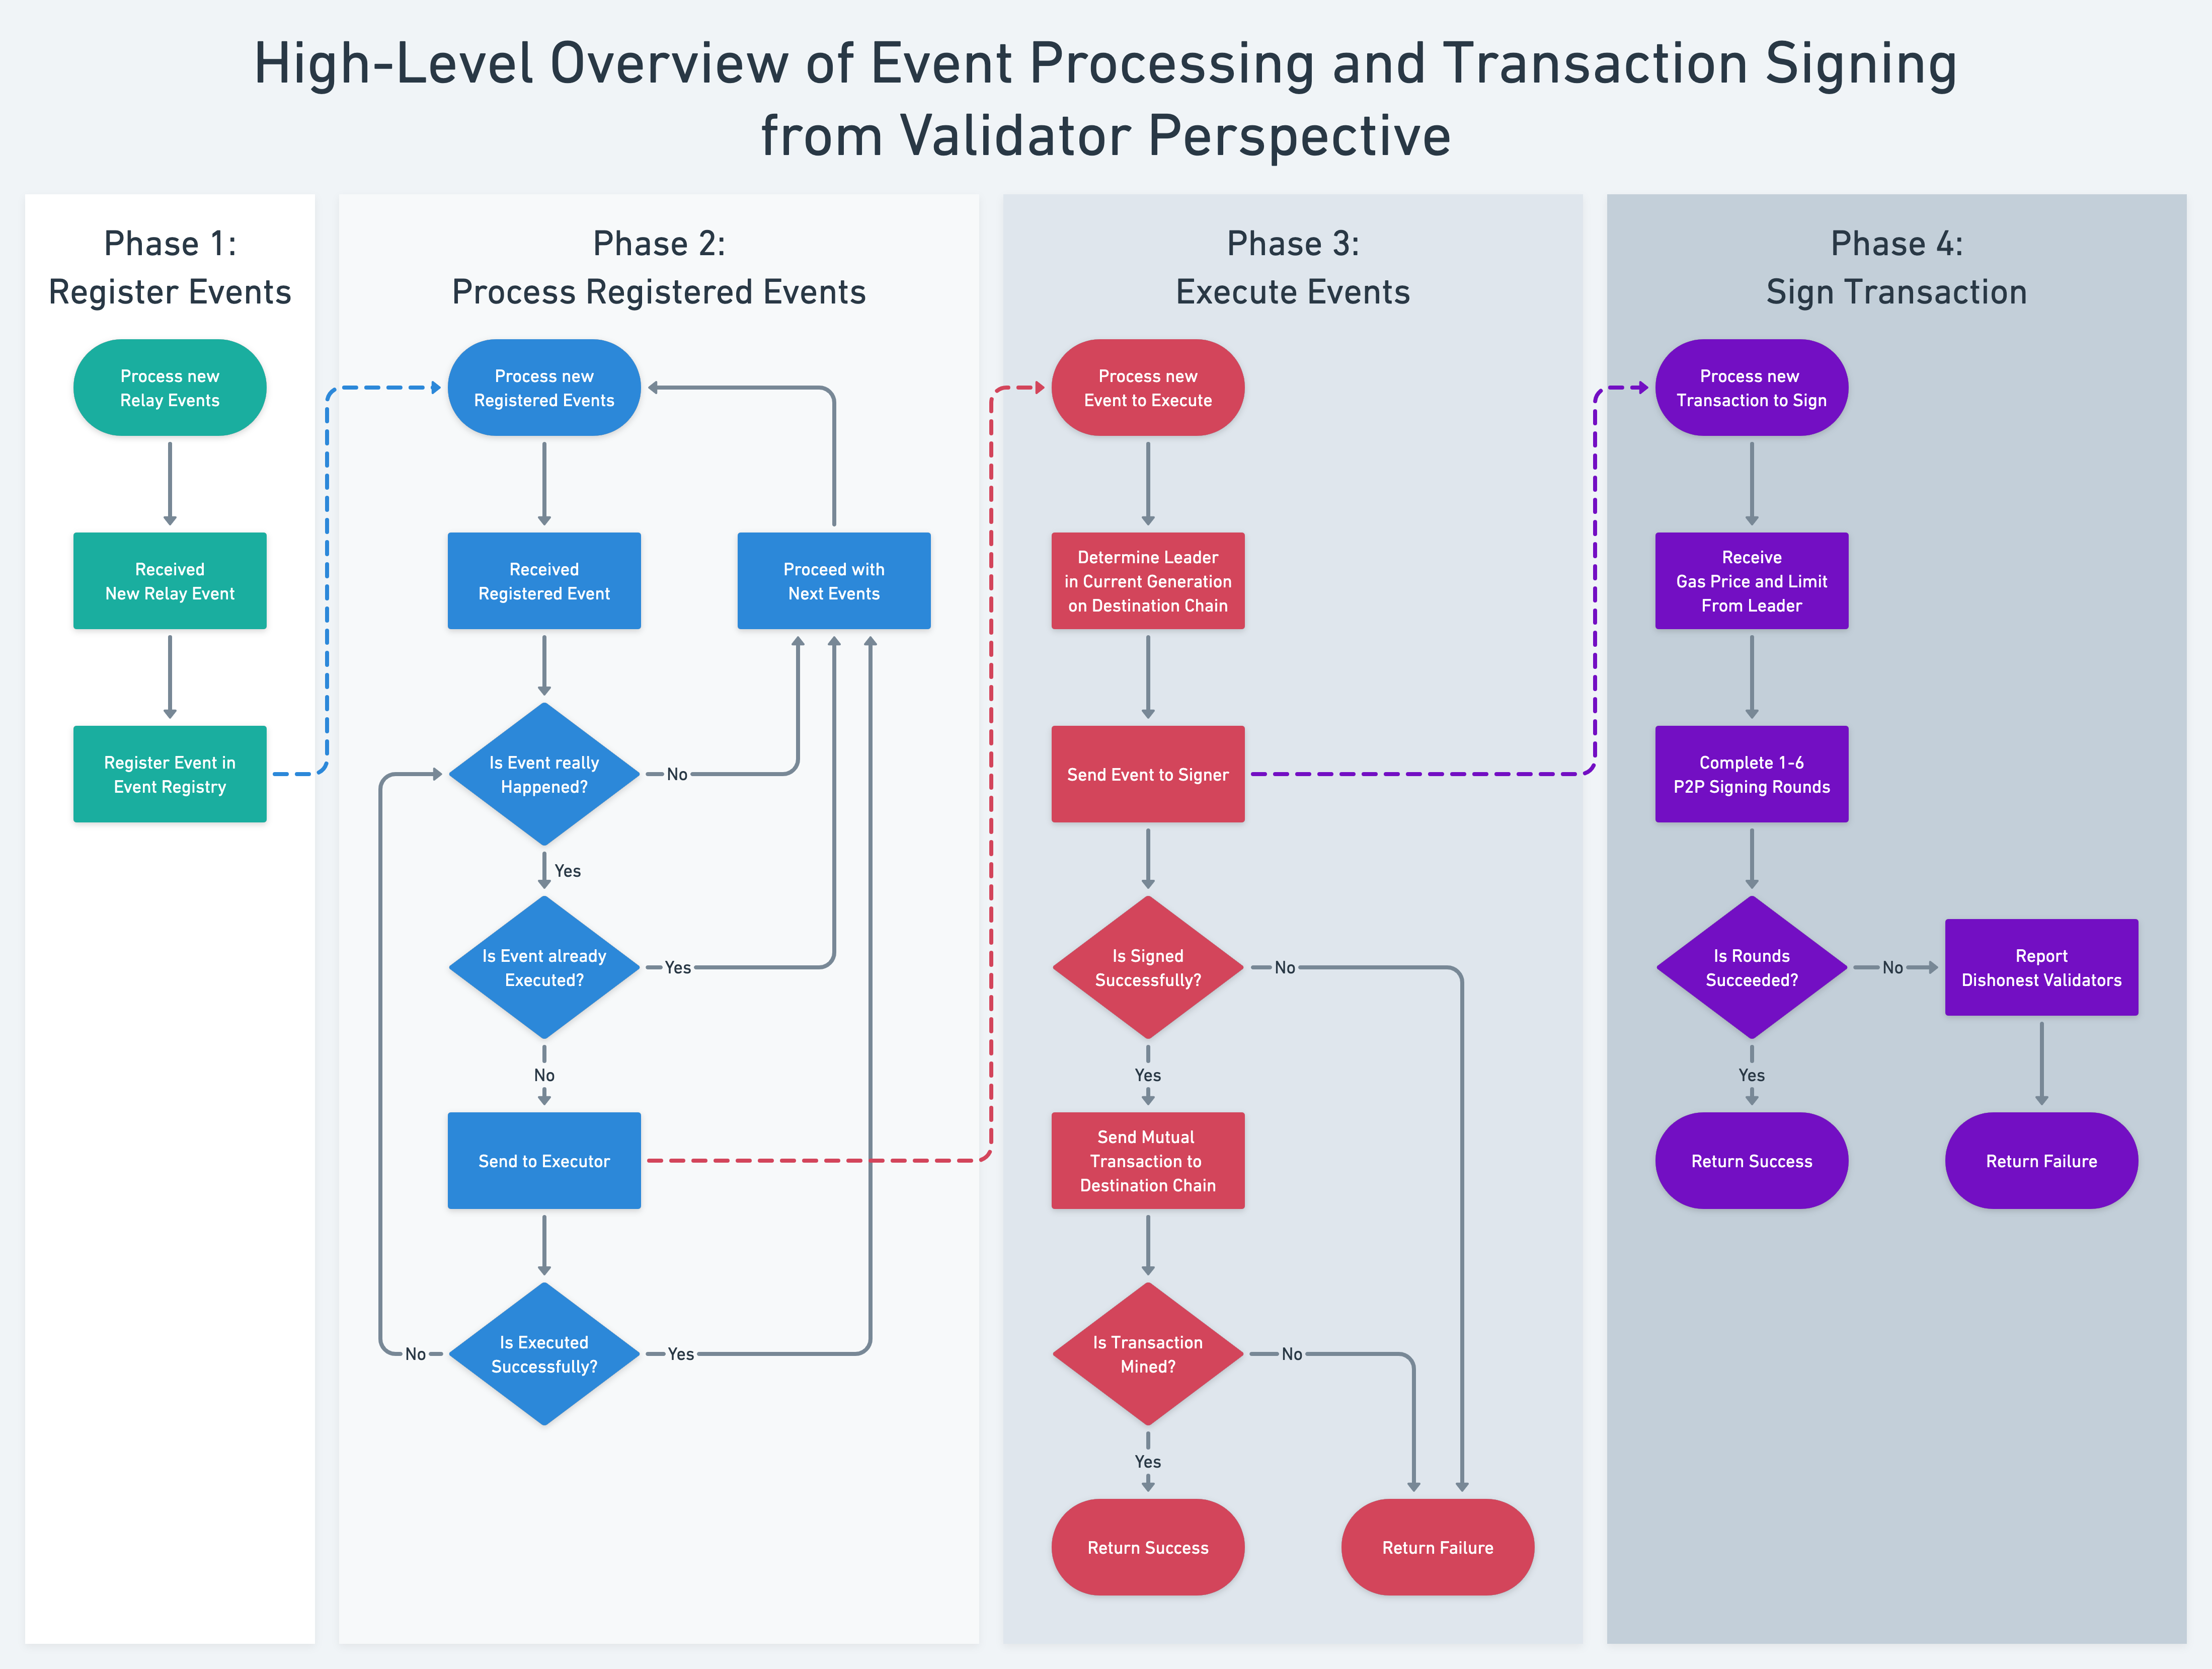 High-Level Overview of Event Processing and Transaction Signing
from Validator Perspective
Phase 1:
Register Events
Process new
Relay Events
Received
New Relay Event
Register Event in
Event Registry
Phase 2:
Process Registered Events
Process new
Registered Events
Received
Registered Event
Proceed with
Next Events
Is Event really
Happened?
No
Yes
Is Event already
Executed?
Yes
No
Send to Executor
Is Executed
Successfully?
No
Yes
Phase 3:
Execute Events
Process new
Event to Execute
Determine Leader
in Current Generation
on Destination Chain
Send Event to Signer
Is Signed
Successfully?
No
Yes
Send Mutual
Transaction to
Destination Chain
Is Transaction
Mined?
No
Yes
Return Success
Return Failure
Phase 4:
Sign Transaction
Process new
Transaction to Sign
Receive
Gas Price and Limit
From Leader
Complete 1-6
P2P Signing Rounds
Is Rounds
Succeeded?
No
Report
Dishonest Validators
Yes
Return Success
Return Failure